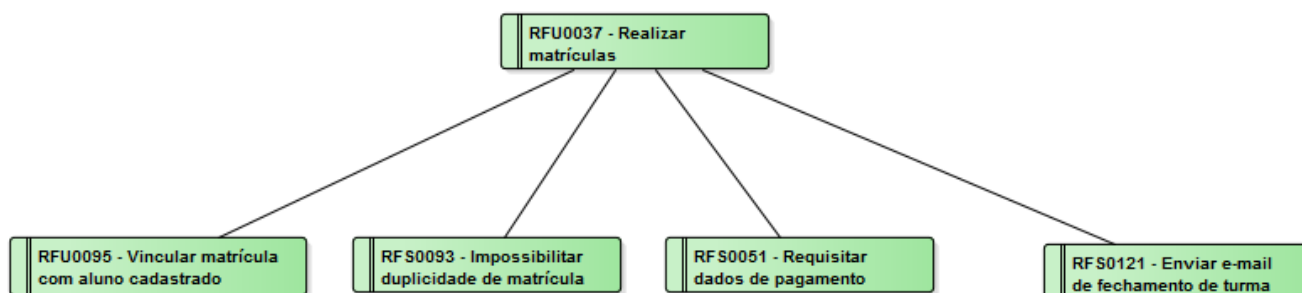 RFU0037 - Realizar
matrículas
RFU0095 - Vincular matrícula
com aluno cadastrado
RFS0093 - Impossibilitar
duplicidade de matrícula
RFS0051 - Requisitar
dados de pagamento
RFS0121 - Enviar e-mail
de fechamento de turma